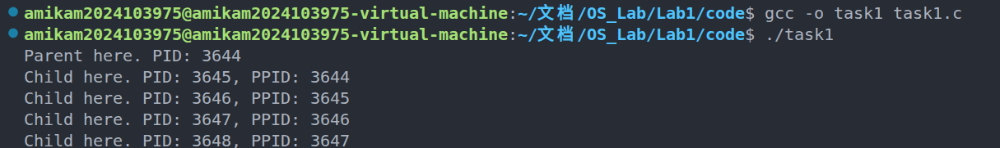 amikam2024103975@amikam2024103975-virtual-machine:~/文档/OS_Lab/Lab1/code$ gcc -o task1 task1.c
amikam2024103975@amikam2024103975-virtual-machine:~/文档/OS_Lab/Lab1/code$ ./task1
Parent here. PID: 3644
Child here. PID: 3645, PPID: 3644
Child here. PID: 3646, PPID: 3645
Child here. PID: 3647, PPID: 3646
Child here. PID: 3648, PPID: 3647